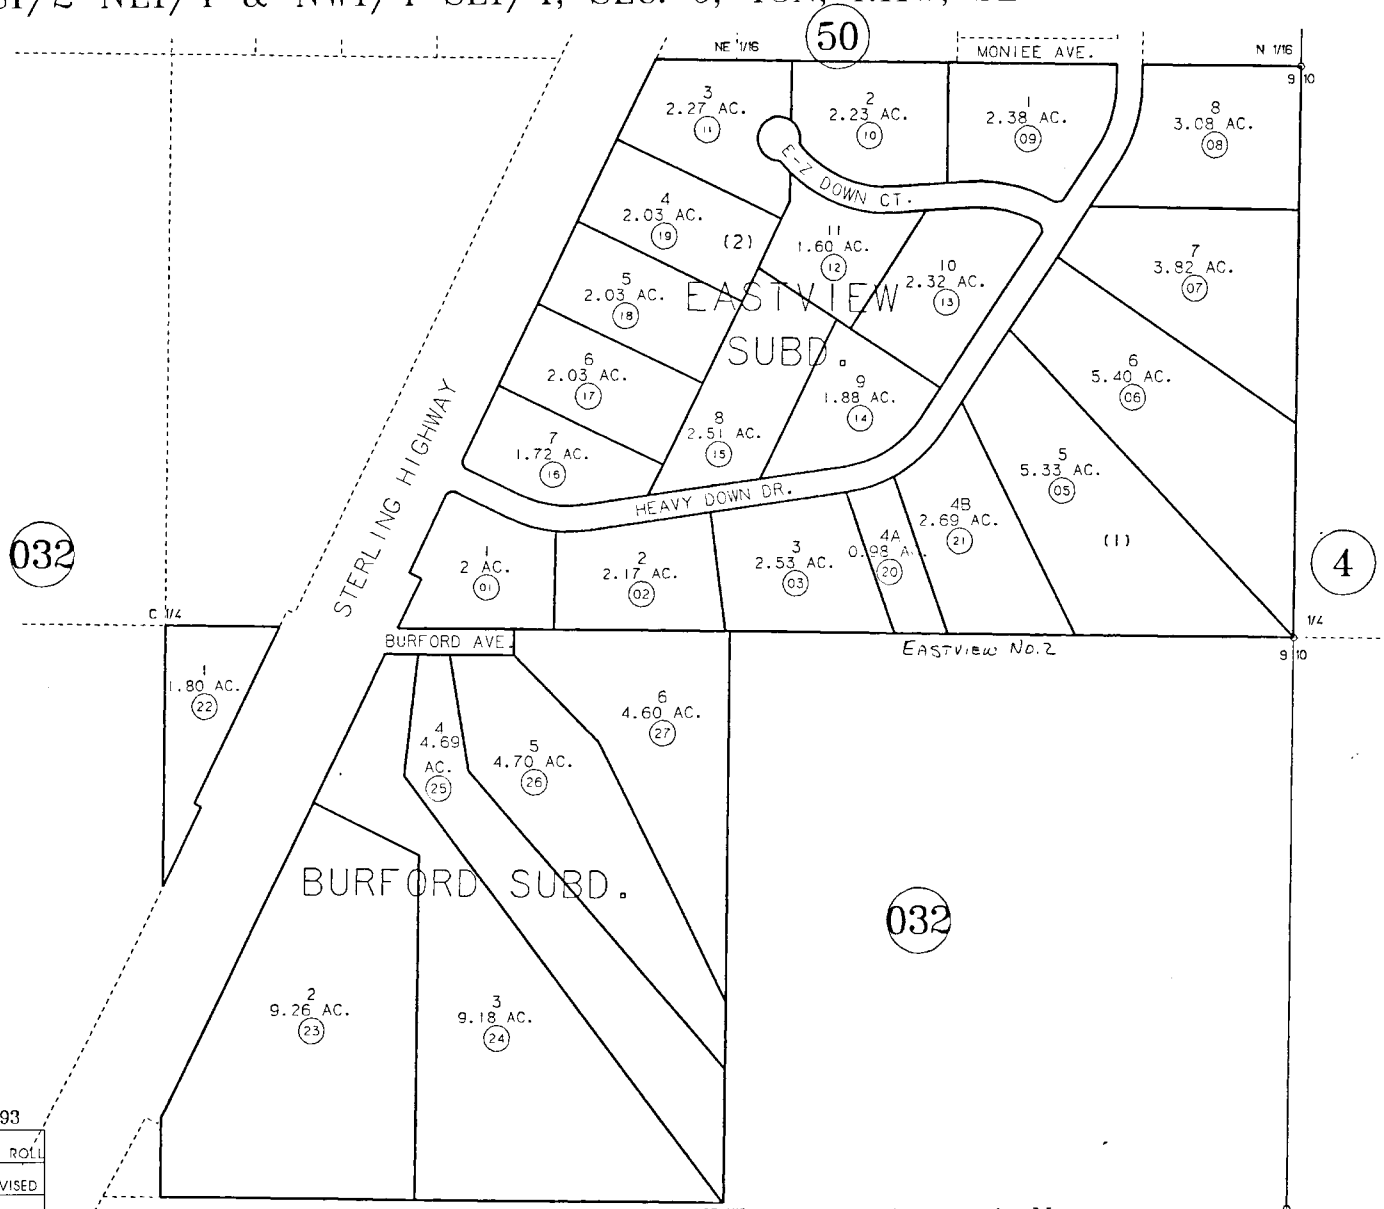 50
NE 1/16
MONIEE AVE.
N 1/16
9 10
3
2.27 AC.
11
2
2.23 AC.
10
1
2.38 AC.
09
8
3.08 AC.
08
E-Z DOWN CT.
4
2.03 AC.
19
(2)
11
1.60 AC.
12
10
2.32 AC.
13
7
3.82 AC.
07
5
2.03 AC.
18
EASTVIEW
SUBD.
6
2.03 AC.
17
9
1.88 AC.
14
6
5.40 AC.
06
7
1.72 AC.
16
8
2.51 AC.
15
5
5.33 AC.
05
STERLING HIGHWAY
HEAVY DOWN DR.
4B
2.69 AC.
21
(1)
032
1
2 AC.
01
2
2.17 AC.
02
3
2.53 AC.
03
4A
0.98 AC.
20
4
C 1/4
1/4
BURFORD AVE.
EASTVIEW NO.2
9 10
1
1.80 AC.
22
4
4.69
AC.
25
5
4.70 AC.
26
6
4.60 AC.
27
BURFORD SUBD.
032
2
9.26 AC.
23
3
9.18 AC.
24
93
ROLL
VISED